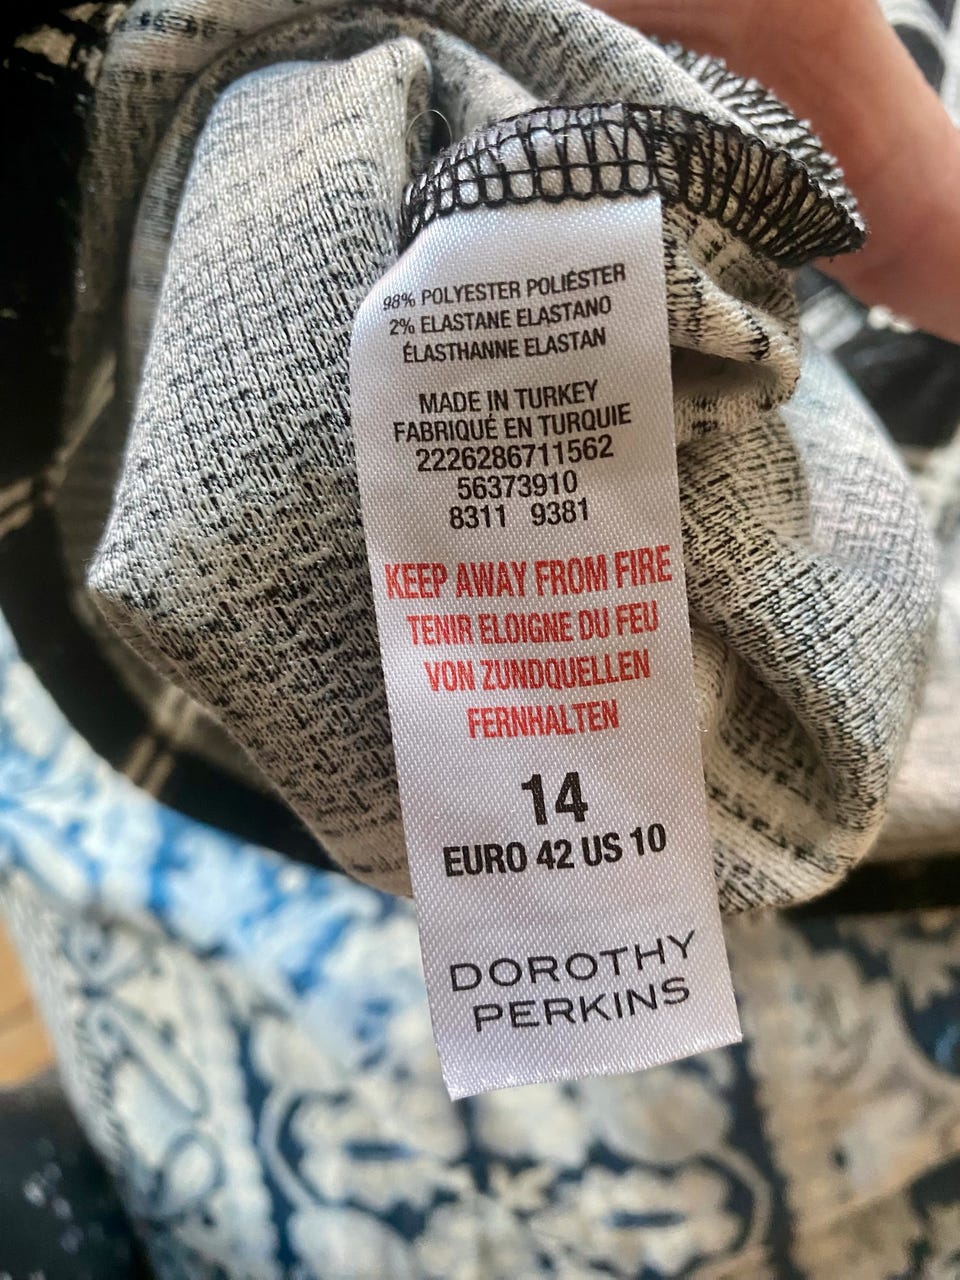 98% POLYESTER POLIÉSTER
2% ELASTANE ELASTANO
ÉLASTHANNE ELASTAN
MADE IN TURKEY
FABRIQUÉ EN TURQUIE
2226286711562
56373910
8311 9381
KEEP AWAY FROM FIRE
TENIR ELOIGNE DU FEU
VON ZUNDQUELLEN
FERNHALTEN
14
EURO 42 US 10
DOROTHY
PERKINS